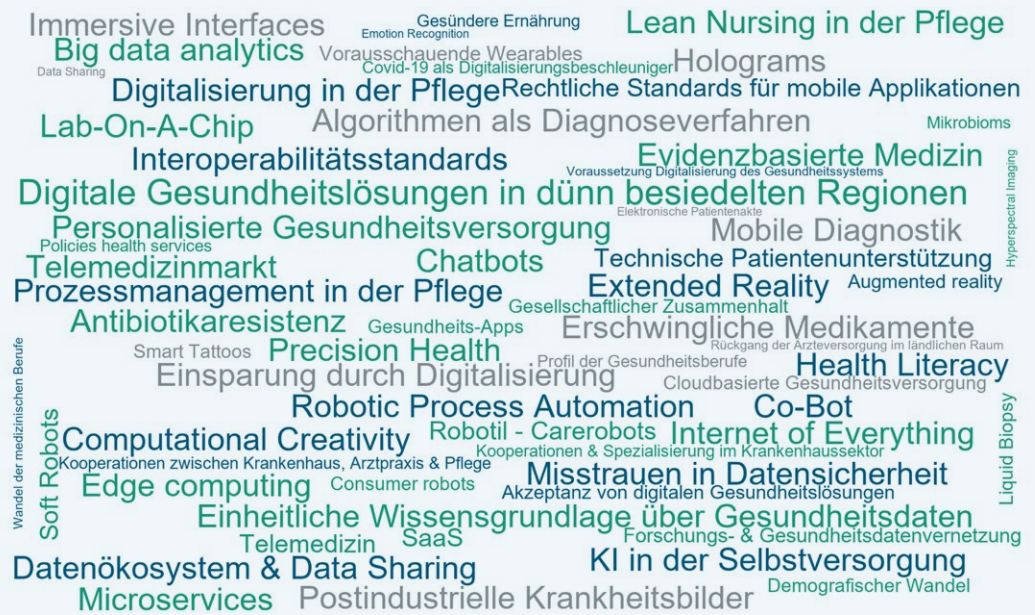 Immersive Interfaces
Gesündere Ernährung
Lean Nursing in der Pflege
Emotion Recognition
Big data analytics
Vorausschauende Wearables
Holograms
Data Sharing
Covid-19 als Digitalisierungsbeschleuniger
Digitalisierung in der Pflege
Rechtliche Standards für mobile Applikationen
Lab-On-A-Chip
Algorithmen als Diagnoseverfahren
Mikrobioms
Interoperabilitätsstandards
Evidenzbasierte Medizin
Voraussetzung Digitalisierung des Gesundheitssystems
Hyperspectral Imaging
Digitale Gesundheitslösungen in dünn besiedelten Regionen
Elektronische Patientenakte
Personalisierte Gesundheitsversorgung
Mobile Diagnostik
Policies health services
Telemedizinmarkt
Chatbots
Technische Patientenunterstützung
Prozessmanagement in der Pflege
Extended Reality
Augmented reality
Gesellschaftlicher Zusammenhalt
Antibiotikaresistenz
Gesundheits-Apps
Erschwingliche Medikamente
Smart Tattoos
Precision Health
Rückgang der Ärzteversorgung im ländlichen Raum
Profil der Gesundheitsberufe
Health Literacy
Einsparung durch Digitalisierung
Cloudbasierte Gesundheitsversorgung
Wandel der medizinischen Berufe
Robotic Process Automation
Co-Bot
Soft Robots
Computational Creativity
Robotil - Carerobots
Internet of Everything
Liquid Biopsy
Kooperationen & Spezialisierung im Krankenhaussektor
Kooperationen zwischen Krankenhaus, Arztpraxis & Pflege
Misstrauen in Datensicherheit
Edge computing
Consumer robots
Akzeptanz von digitalen Gesundheitslösungen
Einheitliche Wissensgrundlage über Gesundheitsdaten
Telemedizin
SaaS
Forschungs- & Gesundheitsdatenvernetzung
Datenökosystem & Data Sharing
KI in der Selbstversorgung
Demografischer Wandel
Microservices
Postindustrielle Krankheitsbilder